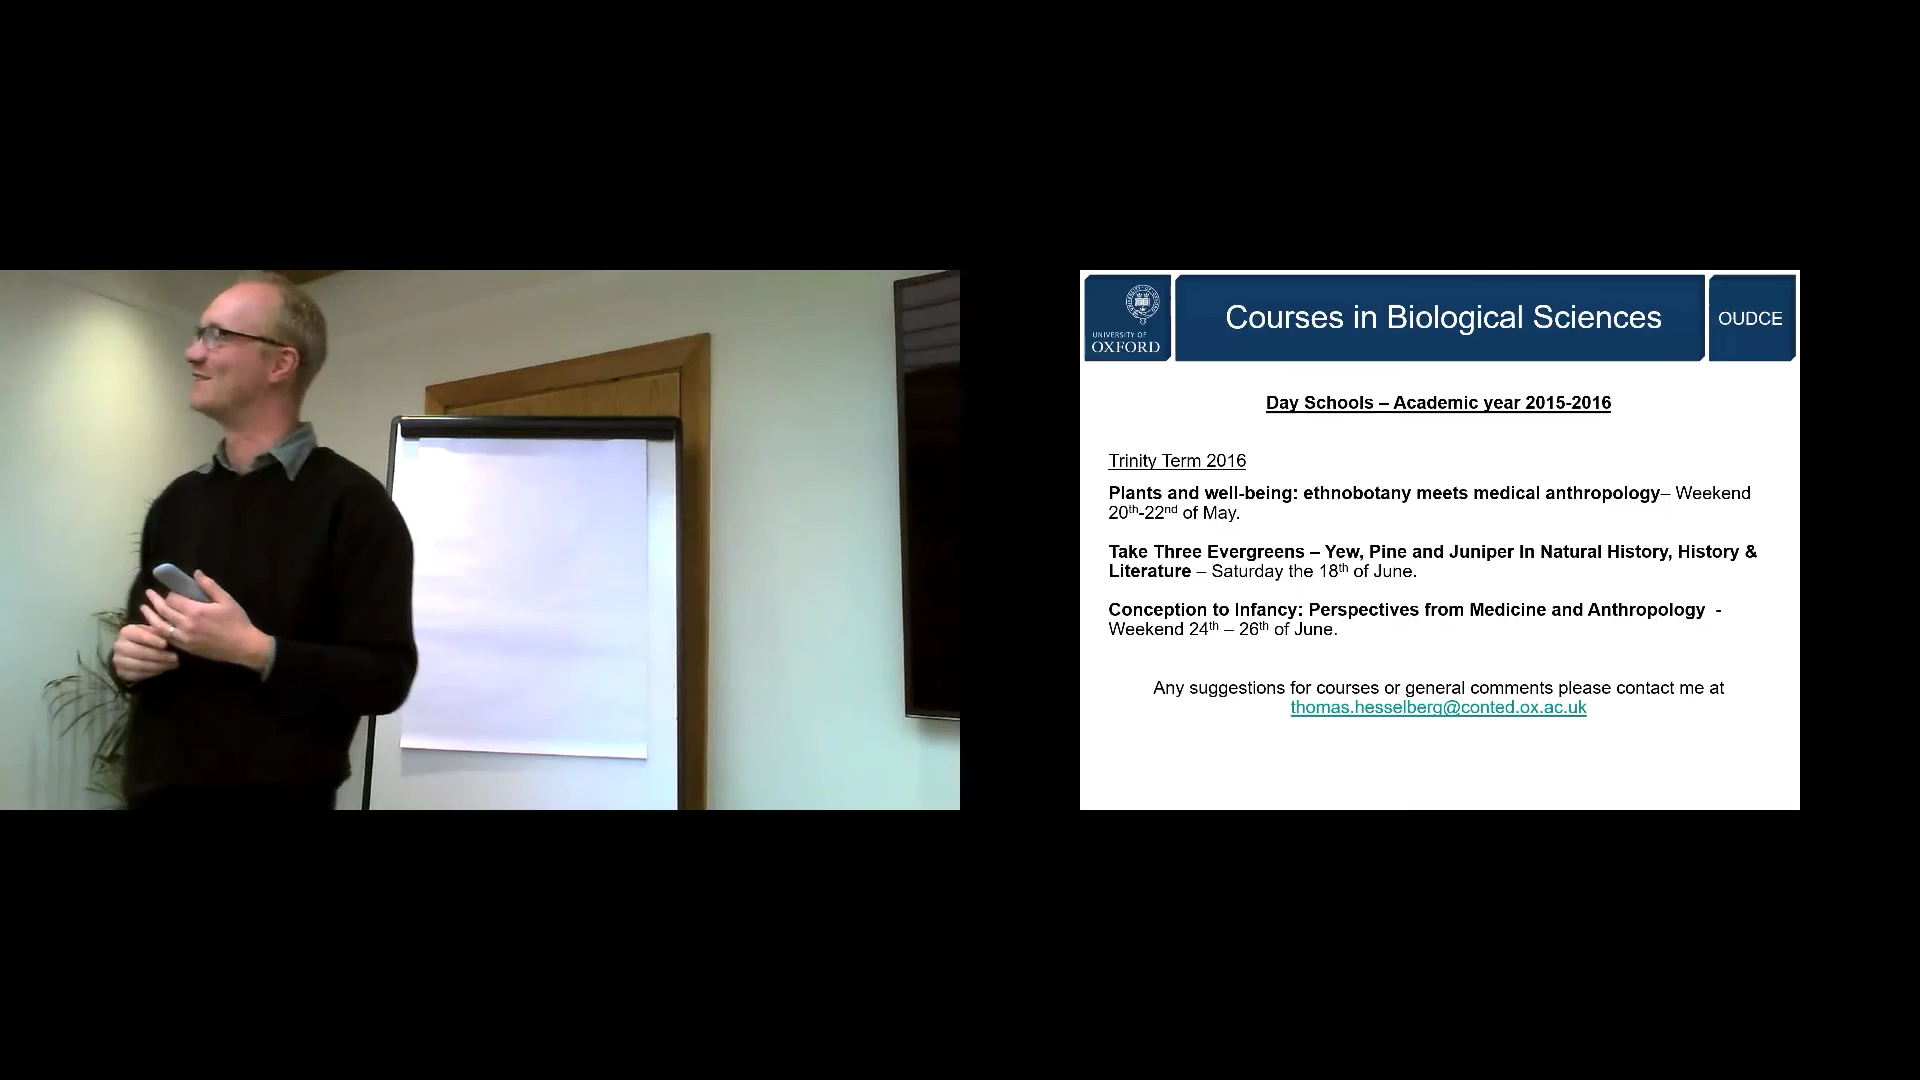 UNIVERSITY OF
OXFORD
Courses in Biological Sciences
OUDCE
Day Schools – Academic year 2015-2016
Trinity Term 2016
Plants and well-being: ethnobotany meets medical anthropology– Weekend
20th-22nd of May.
Take Three Evergreens – Yew, Pine and Juniper In Natural History, History &
Literature – Saturday the 18th of June.
Conception to Infancy: Perspectives from Medicine and Anthropology -
Weekend 24th – 26th of June.
Any suggestions for courses or general comments please contact me at
thomas.hesselberg@conted.ox.ac.uk